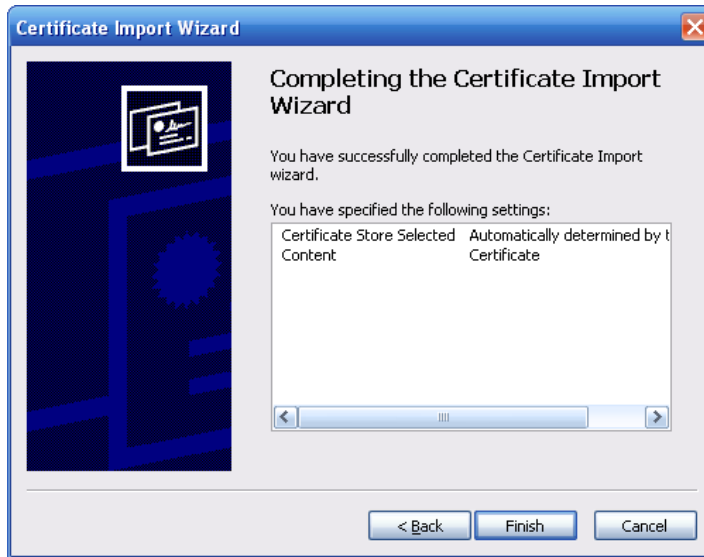 Certificate Import Wizard
Completing the Certificate Import
Wizard
You have successfully completed the Certificate Import
wizard.
You have specified the following settings:
Certificate Store Selected Automatically determined by t
Content Certificate
< Back Finish Cancel